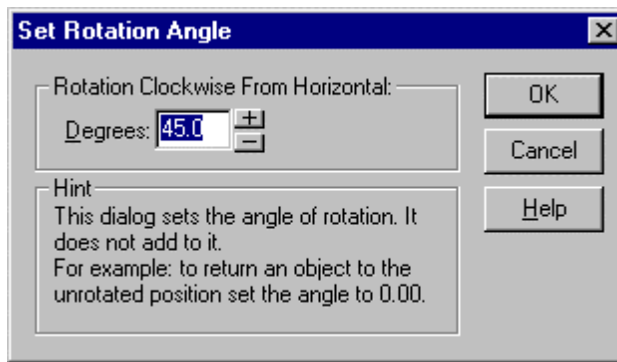 Set Rotation Angle
Rotation Clockwise From Horizontal:
Degrees: 45.0
+
−
OK
Cancel
Help
Hint
This dialog sets the angle of rotation. It
does not add to it.
For example: to return an object to the
unrotated position set the angle to 0.00.